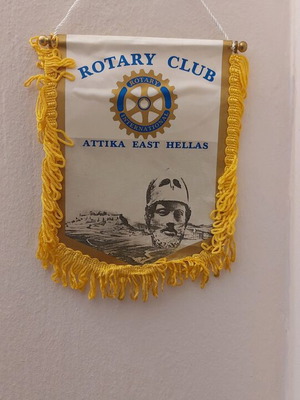 ROTARY CLUB
ROTARY
INTERNATIONAL
ATTIKA EAST HELLAS